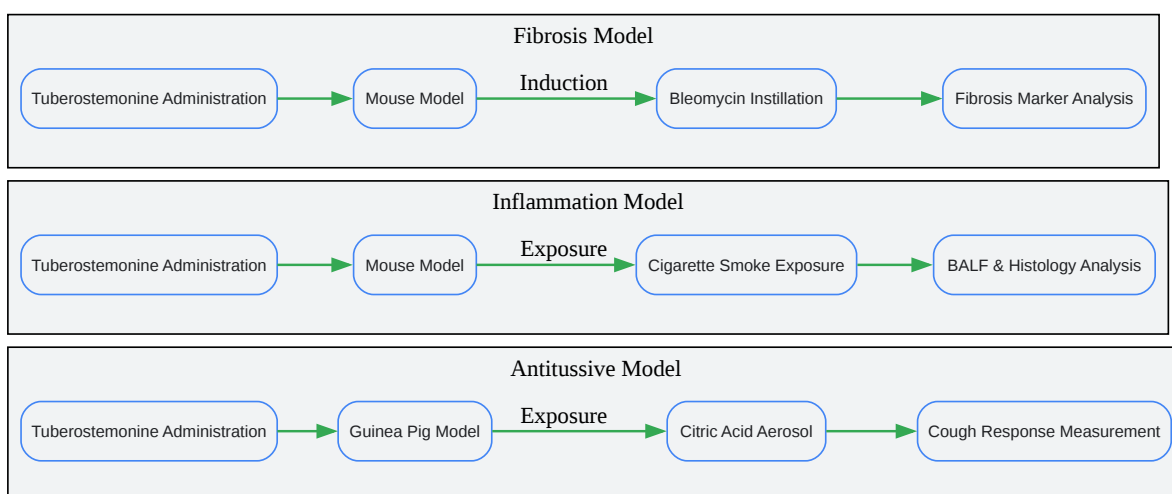 Fibrosis Model
Tuberostemonine Administration
Mouse Model
Induction
Bleomycin Instillation
Fibrosis Marker Analysis
Inflammation Model
Tuberostemonine Administration
Mouse Model
Exposure
Cigarette Smoke Exposure
BALF & Histology Analysis
Antitussive Model
Tuberostemonine Administration
Guinea Pig Model
Exposure
Citric Acid Aerosol
Cough Response Measurement